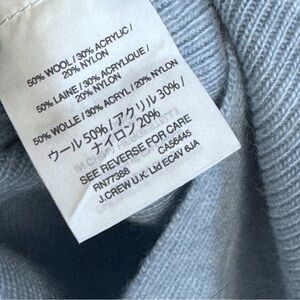 50% WOOL / 30% ACRYLIC /
20% NYLON
50% LAINE / 30% ACRYLIQUE /
20% NYLON
50% WOLLE / 30% ACRYL / 20% NYLON
ウール 50% / アクリル 30% /
ナイロン 20%
SEE REVERSE FOR CARE
RN77388 CA56445
J.CREW U.K. Ltd EC4V 6JA